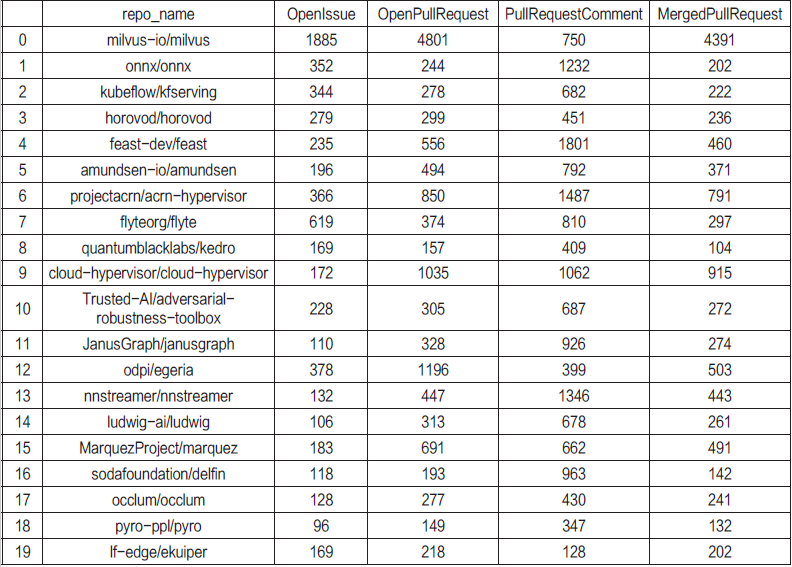 repo_name OpenIssue OpenPullRequest PullRequestComment MergedPullRequest
0 milvus-io/milvus 1885 4801 750 4391
1 onnx/onnx 352 244 1232 202
2 kubeflow/kfserving 344 278 682 222
3 horovod/horovod 279 299 451 236
4 feast-dev/feast 235 556 1801 460
5 amundsen-io/amundsen 196 494 792 371
6 projectacrn/acrn-hypervisor 366 850 1487 791
7 flyteorg/flyte 619 374 810 297
8 quantumblacklabs/kedro 169 157 409 104
9 cloud-hypervisor/cloud-hypervisor 172 1035 1062 915
10 Trusted-AI/adversarial-
robustness-toolbox 228 305 687 272
11 JanusGraph/janusgraph 110 328 926 274
12 odpi/egeria 378 1196 399 503
13 nnstreamer/nnstreamer 132 447 1346 443
14 ludwig-ai/ludwig 106 313 678 261
15 MarquezProject/marquez 183 691 662 491
16 sodafoundation/delfin 118 193 963 142
17 occlum/occlum 128 277 430 241
18 pyro-ppl/pyro 96 149 347 132
19 lf-edge/ekuiper 169 218 128 202